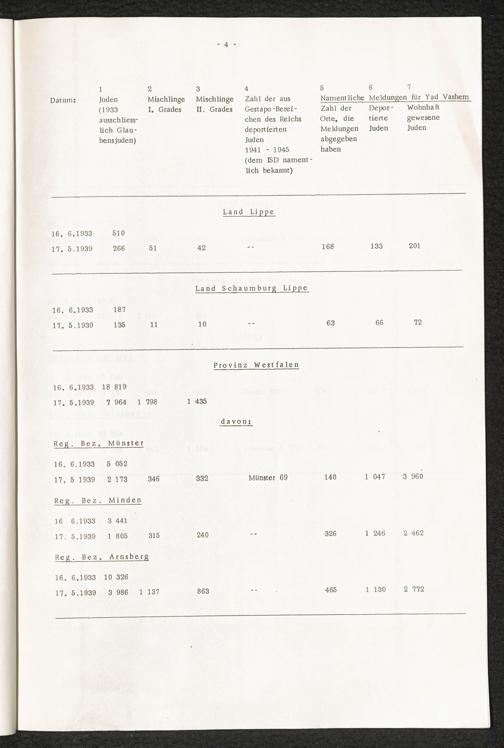 - 4 -
1 2 3 4 5 6 7
Datum: Juden Mischlinge Mischlinge Zahl der aus Namentliche Meldungen für Yad Vashem
(1933 I. Grades II. Grades Gestapo-Berei- Zahl der Depor- Wohnhaft
ausschliess- chen des Reichs Orte, die tierte gewesene
lich Glau- deportierten Meldungen Juden Juden
bensjuden) Juden abgegeben
1941 - 1945 haben
(dem ISD nament-
lich bekannt)
Land Lippe
16. 6.1933 510
17. 5.1939 266 51 42 -- 168 133 201
Land Schaumburg Lippe
16. 6.1933 187
17. 5.1939 135 11 10 -- 63 66 72
Provinz Westfalen
16. 6.1933 18 819
17. 5.1939 7 964 1 798 1 435
davon:
Reg. Bez. Münster
16. 6.1933 5 052
17. 5 1939 2 173 346 332 Münster 69 140 1 047 3 960
Reg. Bez. Minden
16 6.1933 3 441
17. 5.1939 1 805 315 240 -- 326 1 246 2 462
Reg. Bez. Arnsberg
16. 6.1933 10 326
17. 5.1939 3 986 1 137 863 -- 465 1 130 2 772